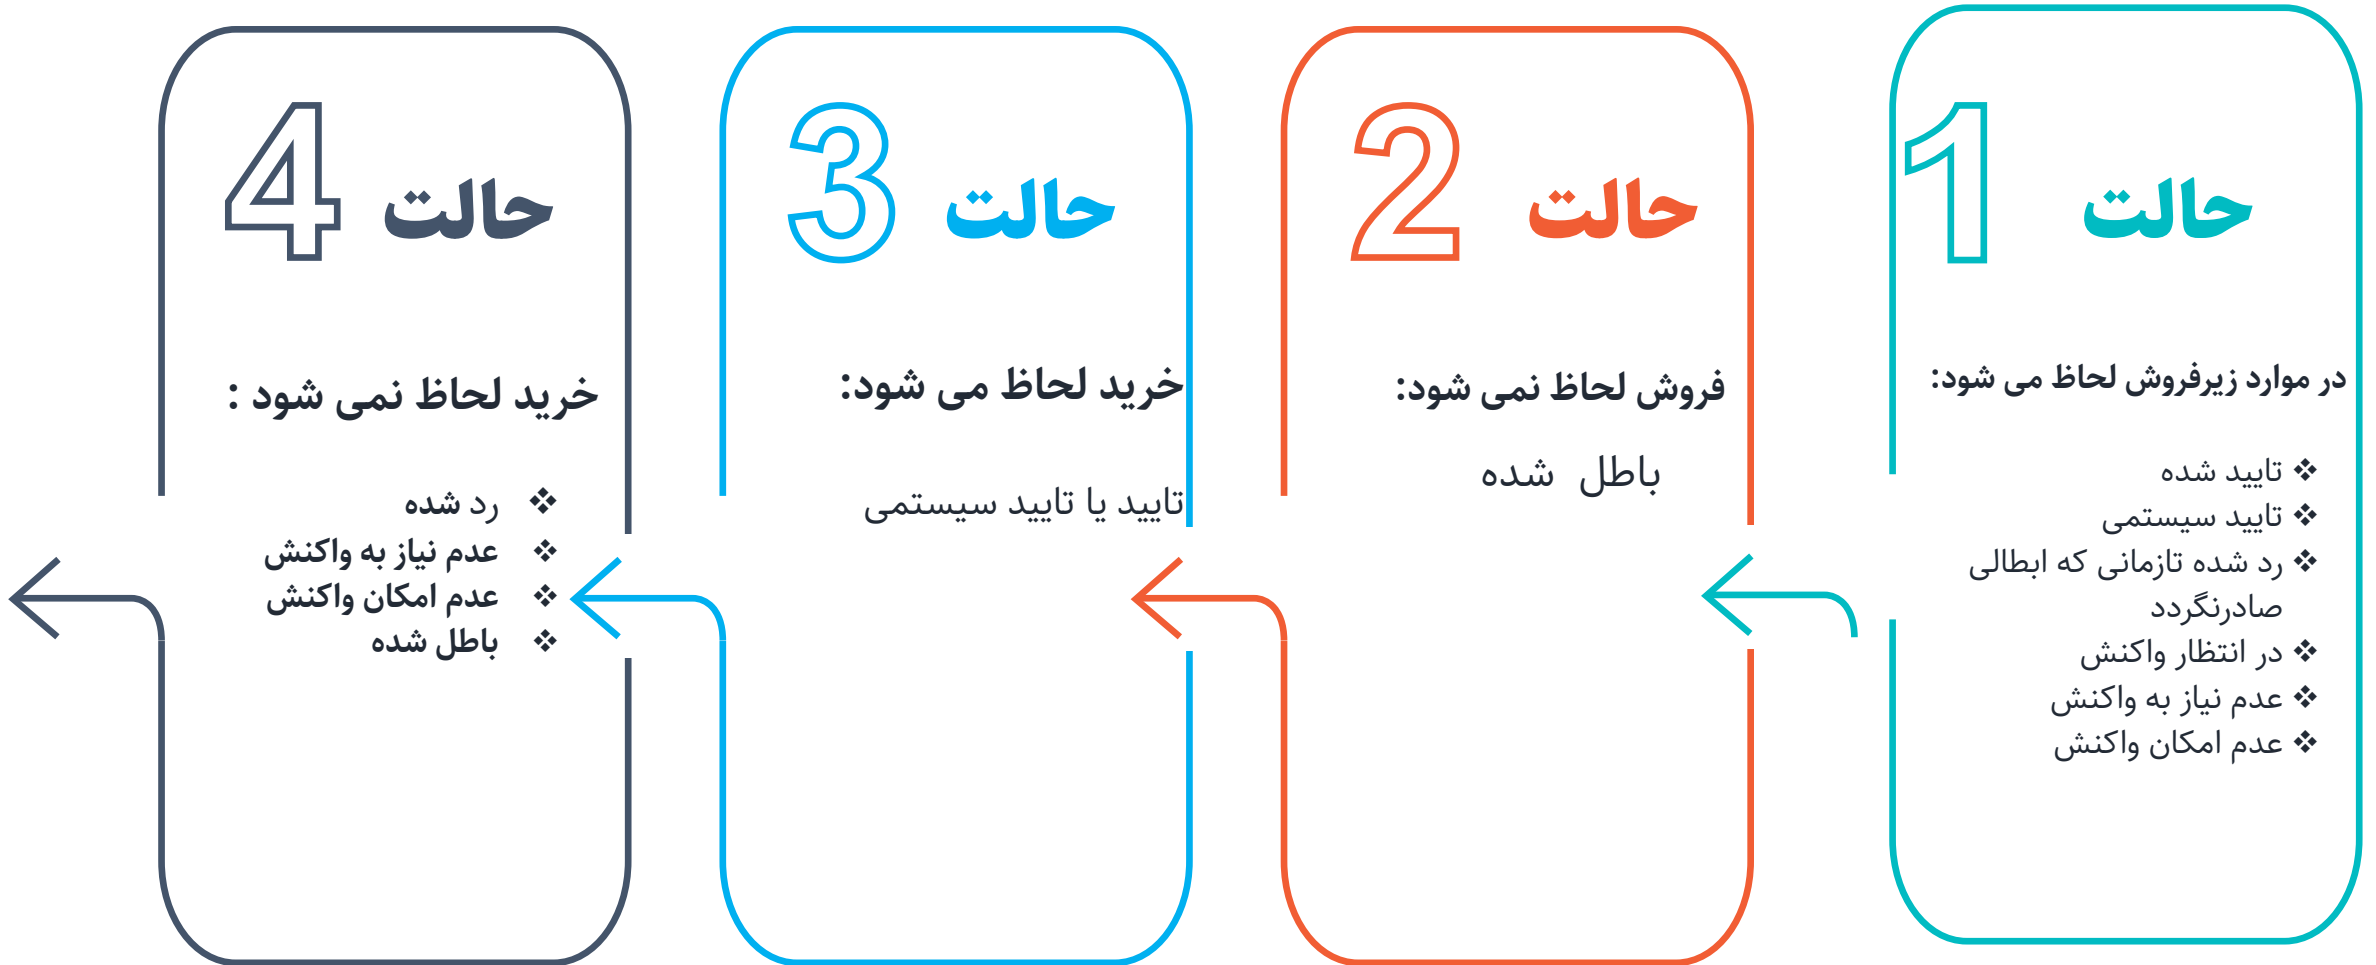 حالت 1
در موارد زیرفروش لحاظ می شود:
❖ تایید شده
❖ تایید سیستمی
❖ رد شده تازمانی که ابطالی
صادرنگردد
❖ در انتظار واکنش
❖ عدم نیاز به واکنش
❖ عدم امکان واکنش
حالت 2
فروش لحاظ نمی شود:
باطل شده
حالت 3
خرید لحاظ می شود:
تایید یا تایید سیستمی
حالت 4
خرید لحاظ نمی شود :
❖ رد شده
❖ عدم نیاز به واکنش
❖ عدم امکان واکنش
❖ باطل شده